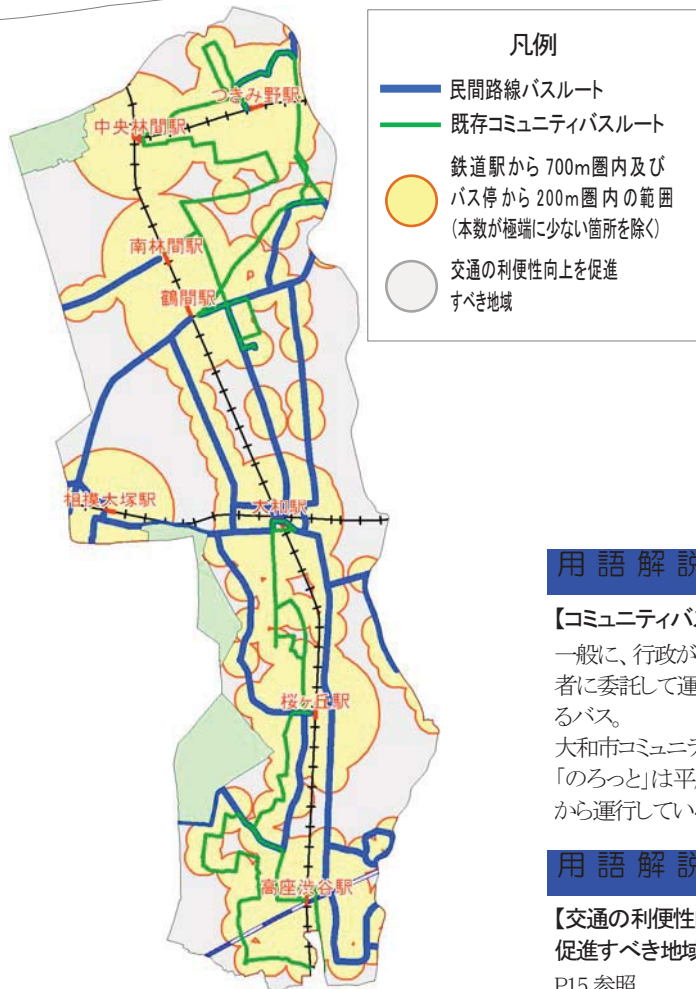 凡例
民間路線バスルート
既存コミュニティバスルート
鉄道駅から700m圏内及び
バス停から200m圏内の範囲
(本数が極端に少ない箇所を除く)
交通の利便性向上を促進
すべき地域
つきみ野駅
中央林間駅
南林間駅
鶴間駅
相模大塚駅
大和駅
桜ヶ丘駅
高座渋谷駅
用語解説
【コミュニティバス
一般に、行政が
者に委託して運
るバス。
大和市コミュニテ
「のろっと」は平
から運行してい
用語解説
【交通の利便性
促進すべき地域
P15 参照